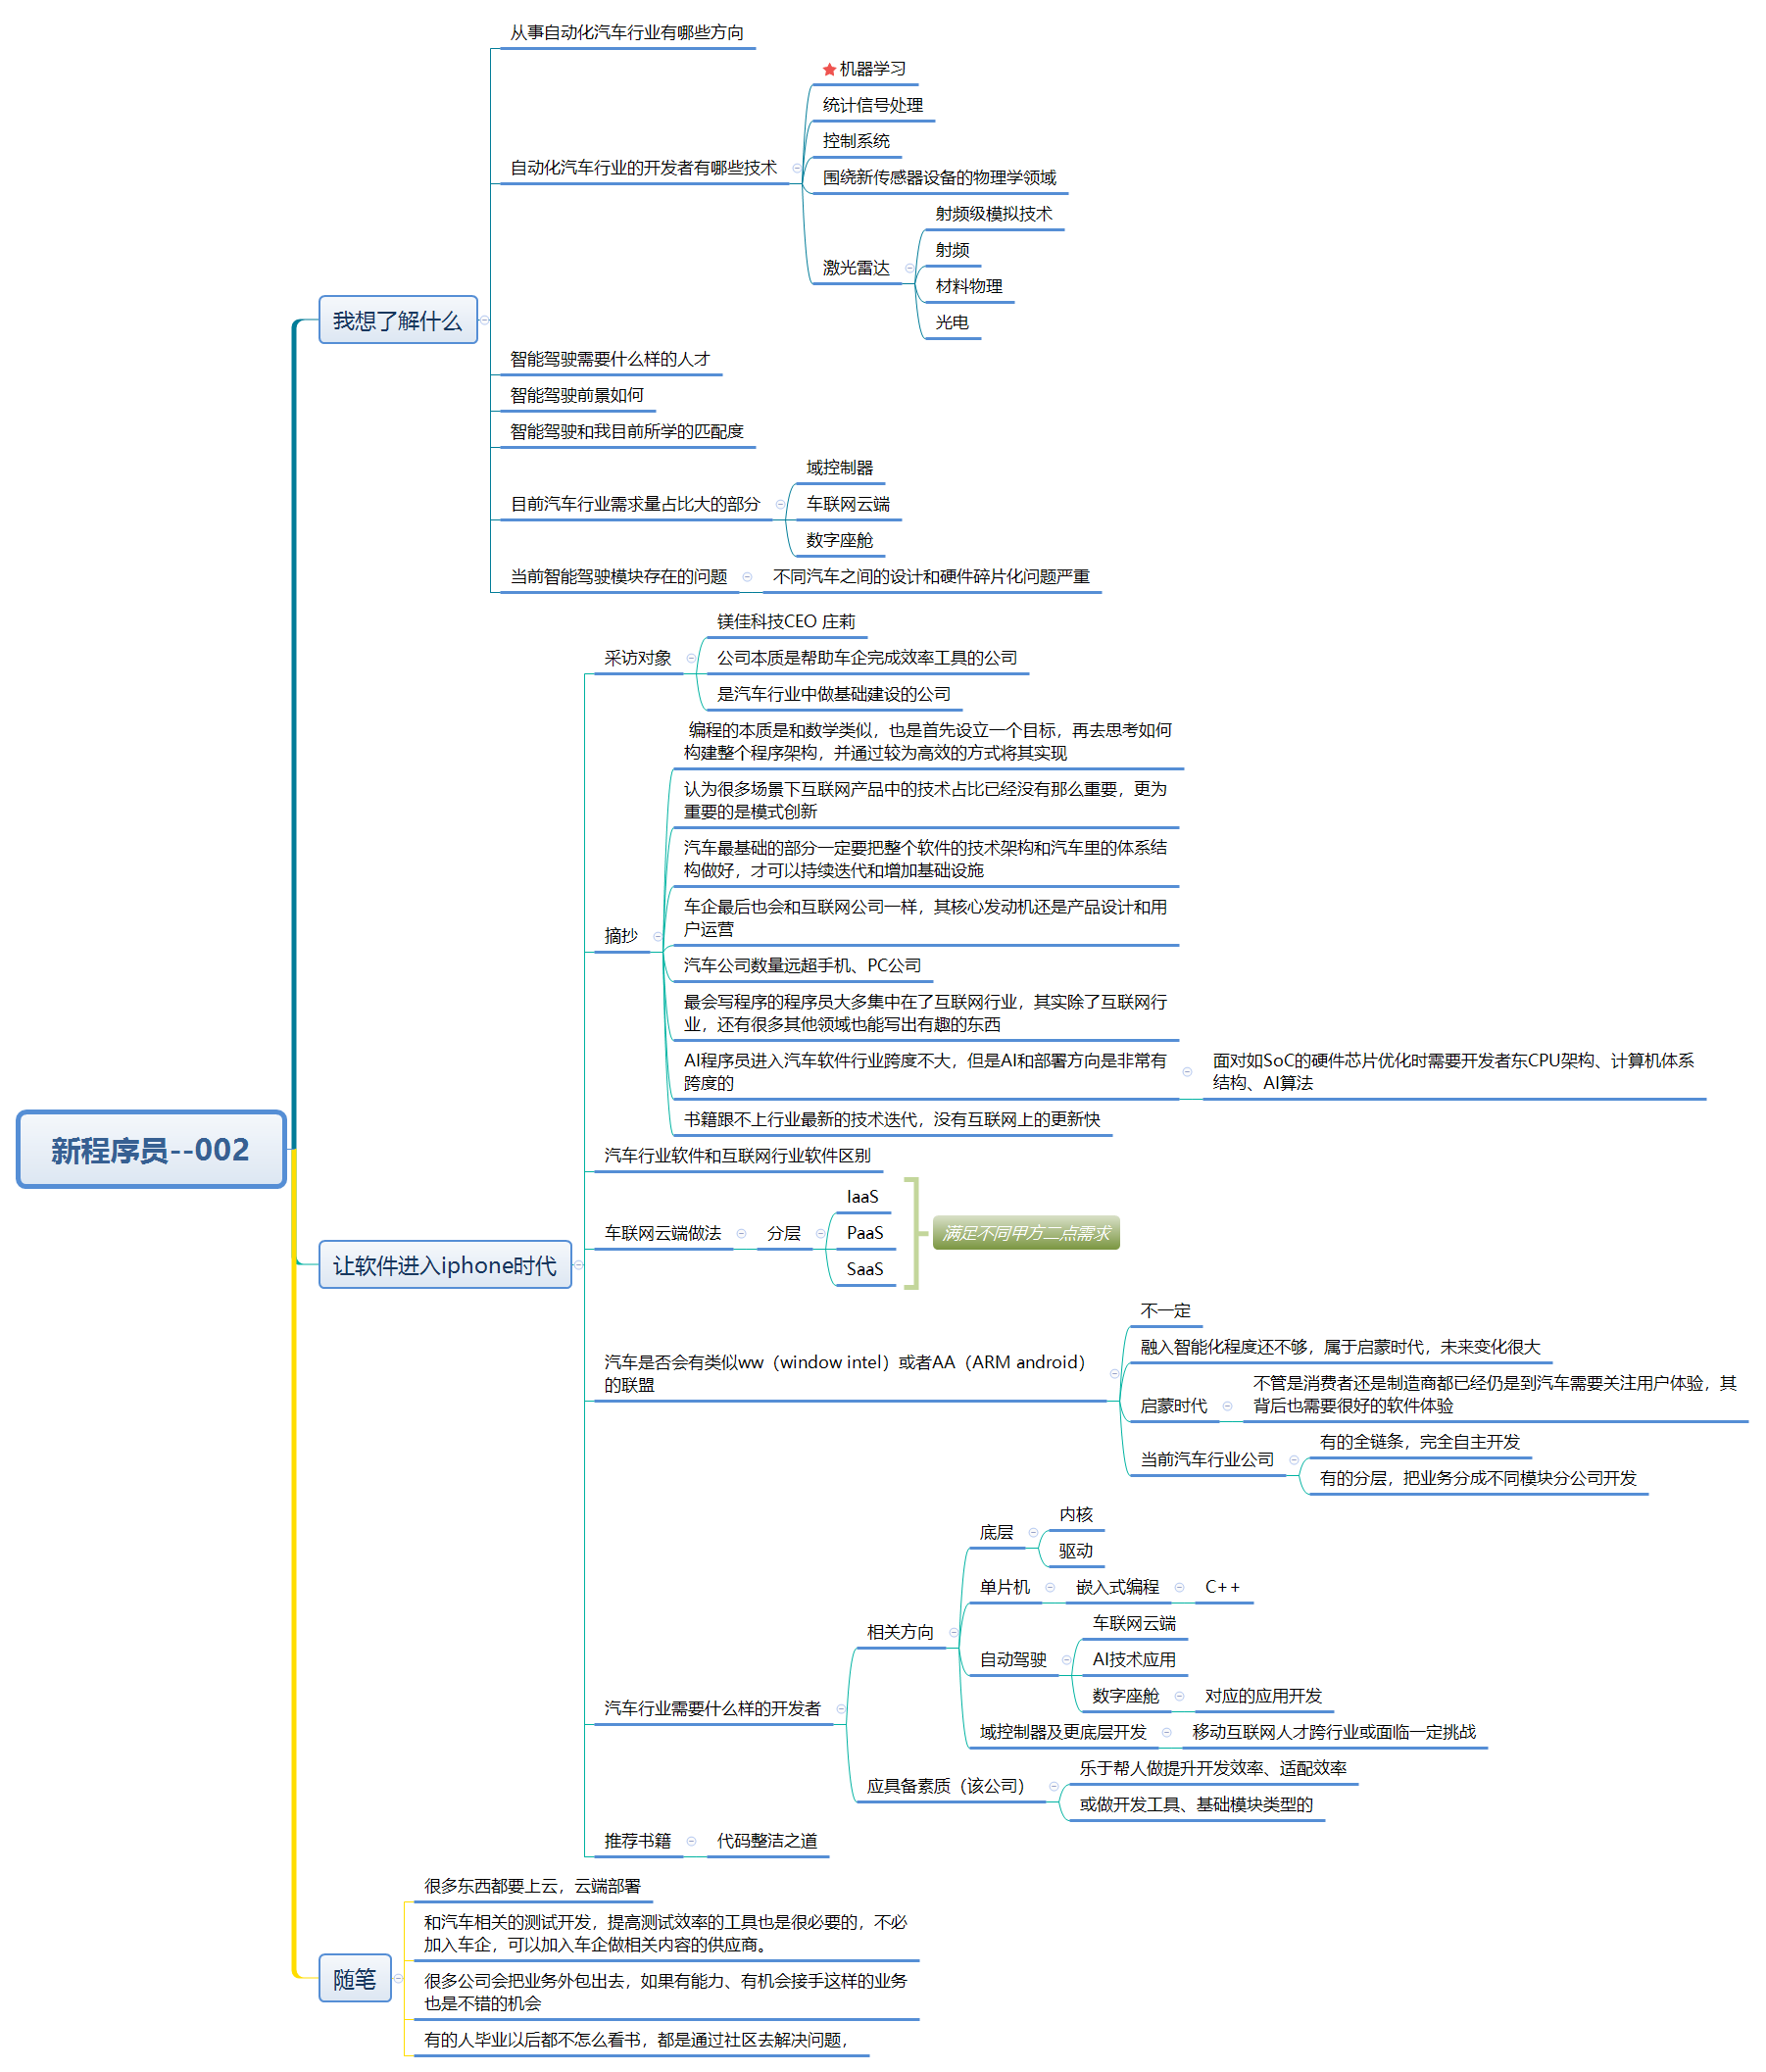 新程序员--002
我想了解什么
从事自动化汽车行业有哪些方向
自动化汽车行业的开发者有哪些技术
机器学习
统计信号处理
控制系统
围绕新传感器设备的物理学领域
激光雷达
射频级模拟技术
射频
材料物理
光电
智能驾驶需要什么样的人才
智能驾驶前景如何
智能驾驶和我目前所学的匹配度
目前汽车行业需求量占比大的部分
域控制器
车联网云端
数字座舱
当前智能驾驶模块存在的问题
不同汽车之间的设计和硬件碎片化问题严重
让软件进入iphone时代
采访对象
镁佳科技CEO 庄莉
公司本质是帮助车企完成效率工具的公司
是汽车行业中做基础建设的公司
摘抄
编程的本质是和数学类似，也是首先设立一个目标，再去思考如何
构建整个程序架构，并通过较为高效的方式将其实现
认为很多场景下互联网产品中的技术占比已经没有那么重要，更为
重要的是模式创新
汽车最基础的部分一定要把整个软件的技术架构和汽车里的体系结
构做好，才可以持续迭代和增加基础设施
车企最后也会和互联网公司一样，其核心发动机还是产品设计和用
户运营
汽车公司数量远超手机、PC公司
最会写程序的程序员大多集中在了互联网行业，其实除了互联网行
业，还有很多其他领域也能写出有趣的东西
AI程序员进入汽车软件行业跨度不大，但是AI和部署方向是非常有
跨度的
面对如SoC的硬件芯片优化时需要开发者东CPU架构、计算机体系
结构、AI算法
书籍跟不上行业最新的技术迭代，没有互联网上的更新快
汽车行业软件和互联网行业软件区别
车联网云端做法
分层
IaaS
PaaS
SaaS
满足不同甲方二点需求
汽车是否会有类似ww（window intel）或者AA（ARM android）
的联盟
不一定
融入智能化程度还不够，属于启蒙时代，未来变化很大
启蒙时代
不管是消费者还是制造商都已经仍是到汽车需要关注用户体验，其
背后也需要很好的软件体验
当前汽车行业公司
有的全链条，完全自主开发
有的分层，把业务分成不同模块分公司开发
汽车行业需要什么样的开发者
相关方向
底层
内核
驱动
单片机
嵌入式编程
C++
自动驾驶
车联网云端
AI技术应用
数字座舱
对应的应用开发
域控制器及更底层开发
移动互联网人才跨行业或面临一定挑战
应具备素质（该公司）
乐于帮人做提升开发效率、适配效率
或做开发工具、基础模块类型的
推荐书籍
代码整洁之道
随笔
很多东西都要上云，云端部署
和汽车相关的测试开发，提高测试效率的工具也是很必要的，不必
加入车企，可以加入车企做相关内容的供应商。
很多公司会把业务外包出去，如果有能力、有机会接手这样的业务
也是不错的机会
有的人毕业以后都不怎么看书，都是通过社区去解决问题，